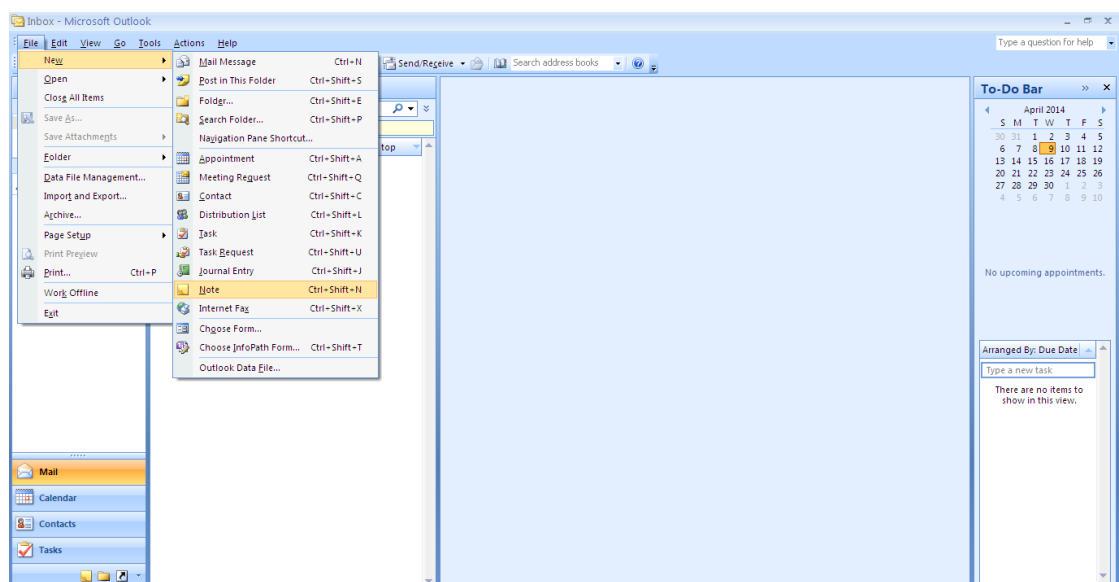 Inbox - Microsoft Outlook
File Edit View Go Tools Actions Help
Type a question for help
New
Open
Close All Items
Save As...
Save Attachments
Folder
Data File Management...
Import and Export...
Archive...
Page Setup
Print Preview
Print... Ctrl+P
Work Offline
Exit
Mail Message Ctrl+N
Post in This Folder Ctrl+Shift+S
Folder... Ctrl+Shift+E
Search Folder... Ctrl+Shift+P
Navigation Pane Shortcut...
Appointment Ctrl+Shift+A
Meeting Request Ctrl+Shift+Q
Contact Ctrl+Shift+C
Distribution List Ctrl+Shift+L
Task Ctrl+Shift+K
Task Request Ctrl+Shift+U
Journal Entry Ctrl+Shift+J
Note Ctrl+Shift+N
Internet Fax Ctrl+Shift+X
Choose Form...
Choose InfoPath Form... Ctrl+Shift+T
Outlook Data File...
Send/Receive Search address books
top
To-Do Bar
April 2014
S M T W T F S
30 31 1 2 3 4 5
6 7 8 9 10 11 12
13 14 15 16 17 18 19
20 21 22 23 24 25 26
27 28 29 30 1 2 3
4 5 6 7 8 9 10
No upcoming appointments.
Arranged By: Due Date
Type a new task
There are no items to
show in this view.
Mail
Calendar
Contacts
Tasks